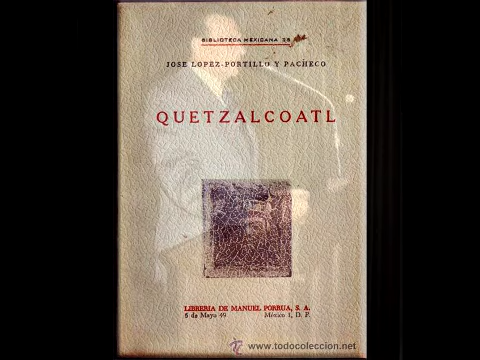 BIBLIOTECA MEXICANA 28
JOSE LOPEZ-PORTILLO Y PACHECO
QUETZALCOATL
LIBRERIA DE MANUEL PORRUA, S. A.
5 de Mayo 49 México 1, D. F.
www.todocoleccion.net